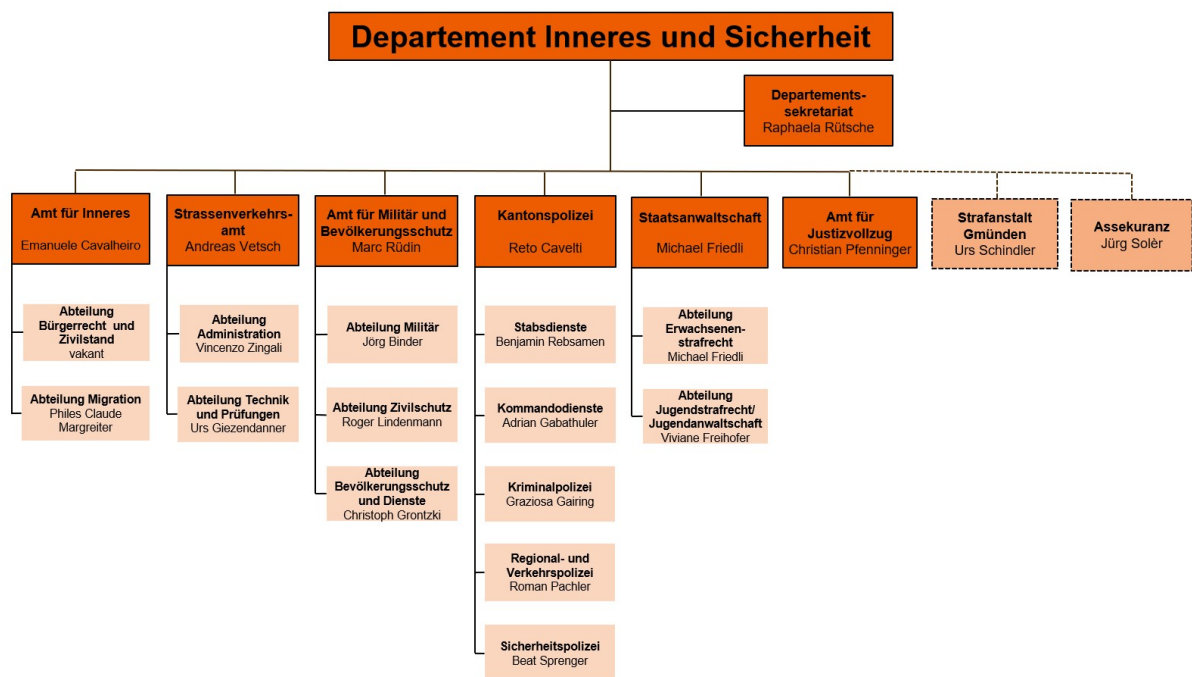 Departement Inneres und Sicherheit
Departements-
sekretariat
Raphaela Rütsche
Amt für Inneres
Emanuele Cavalheiro
Strassenverkehrs-
amt
Andreas Vetsch
Amt für Militär und
Bevölkerungsschutz
Marc Rüdin
Kantonspolizei
Reto Cavelti
Staatsanwaltschaft
Michael Friedli
Amt für
Justizvollzug
Christian Pfenninger
Strafanstalt
Gmünden
Urs Schindler
Assekuranz
Jürg Solèr
Abteilung
Bürgerrecht und
Zivilstand
vakant
Abteilung Migration
Philes Claude
Margreiter
Abteilung
Administration
Vincenzo Zingali
Abteilung Technik
und Prüfungen
Urs Giezendanner
Abteilung Militär
Jörg Binder
Abteilung Zivilschutz
Roger Lindenmann
Abteilung
Bevölkerungsschutz
und Dienste
Christoph Grontzki
Stabsdienste
Benjamin Rebsamen
Kommandodienste
Adrian Gabathuler
Kriminalpolizei
Graziosa Gairing
Regional- und
Verkehrspolizei
Roman Pachler
Sicherheitspolizei
Beat Sprenger
Abteilung
Erwachsenen-
strafrecht
Michael Friedli
Abteilung
Jugendstrafrecht/
Jugendanwaltschaft
Viviane Freihofer